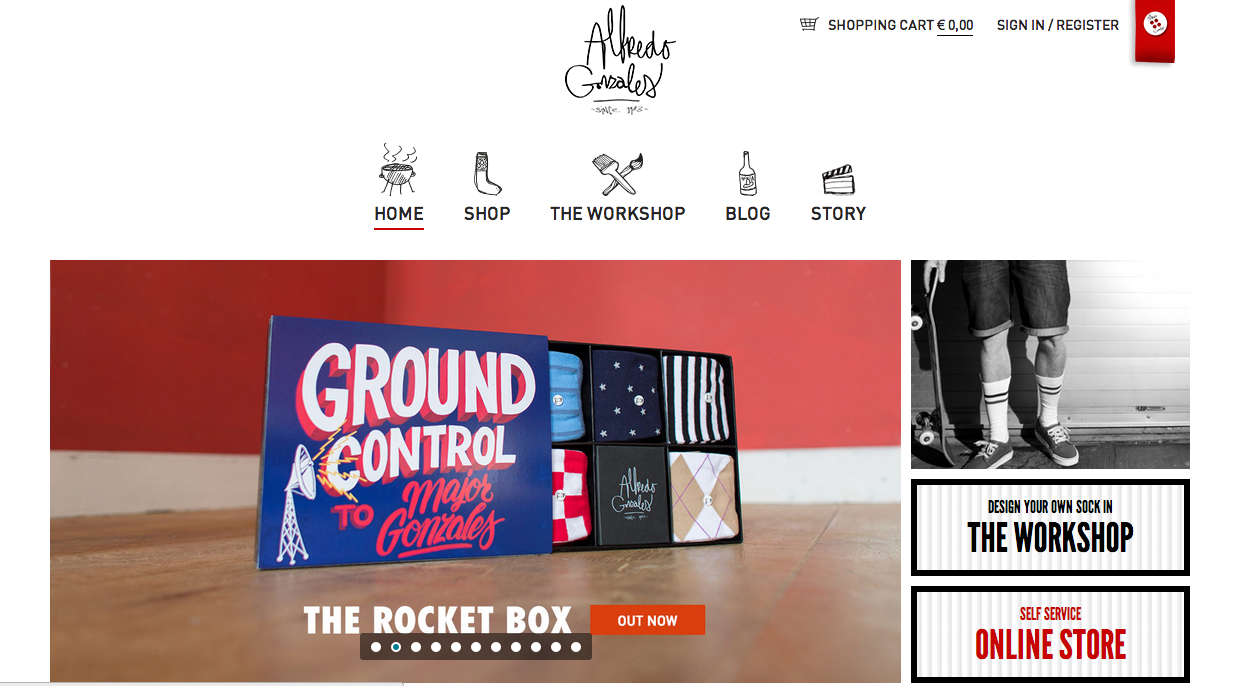 Alfredo
Gonzales
SHOPPING CART € 0,00
SIGN IN / REGISTER
HOME
SHOP
THE WORKSHOP
BLOG
STORY
GROUND
CONTROL
TO Major
Gonzales
Alfredo
Gonzales
THE ROCKET BOX
OUT NOW
DESIGN YOUR OWN SOCK IN
THE WORKSHOP
SELF SERVICE
ONLINE STORE